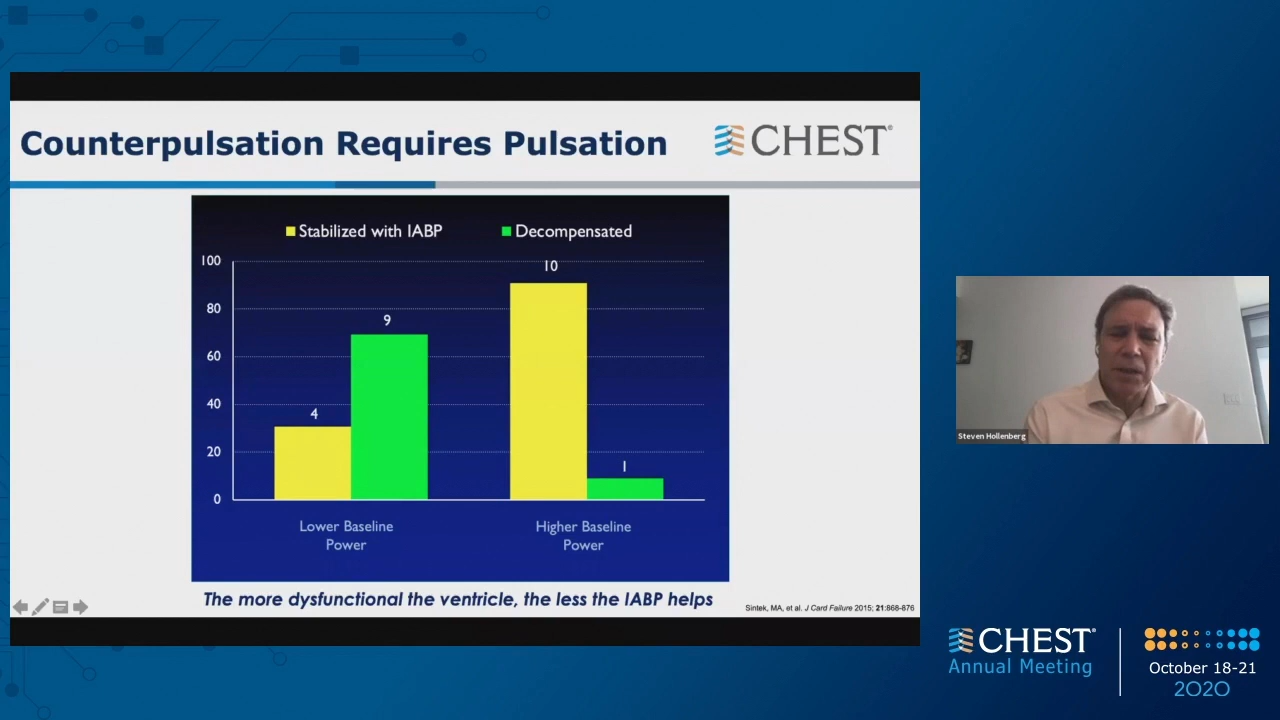 Counterpulsation Requires Pulsation
CHEST®
Stabilized with IABP
Decompensated
100
80
60
40
20
0
4
9
10
1
Lower Baseline
Power
Higher Baseline
Power
The more dysfunctional the ventricle, the less the IABP helps
Sintek, MA, et al. J Card Failure 2015; 21:868-876
Steven Hollenberg
CHEST®
Annual Meeting
October 18-21
2020